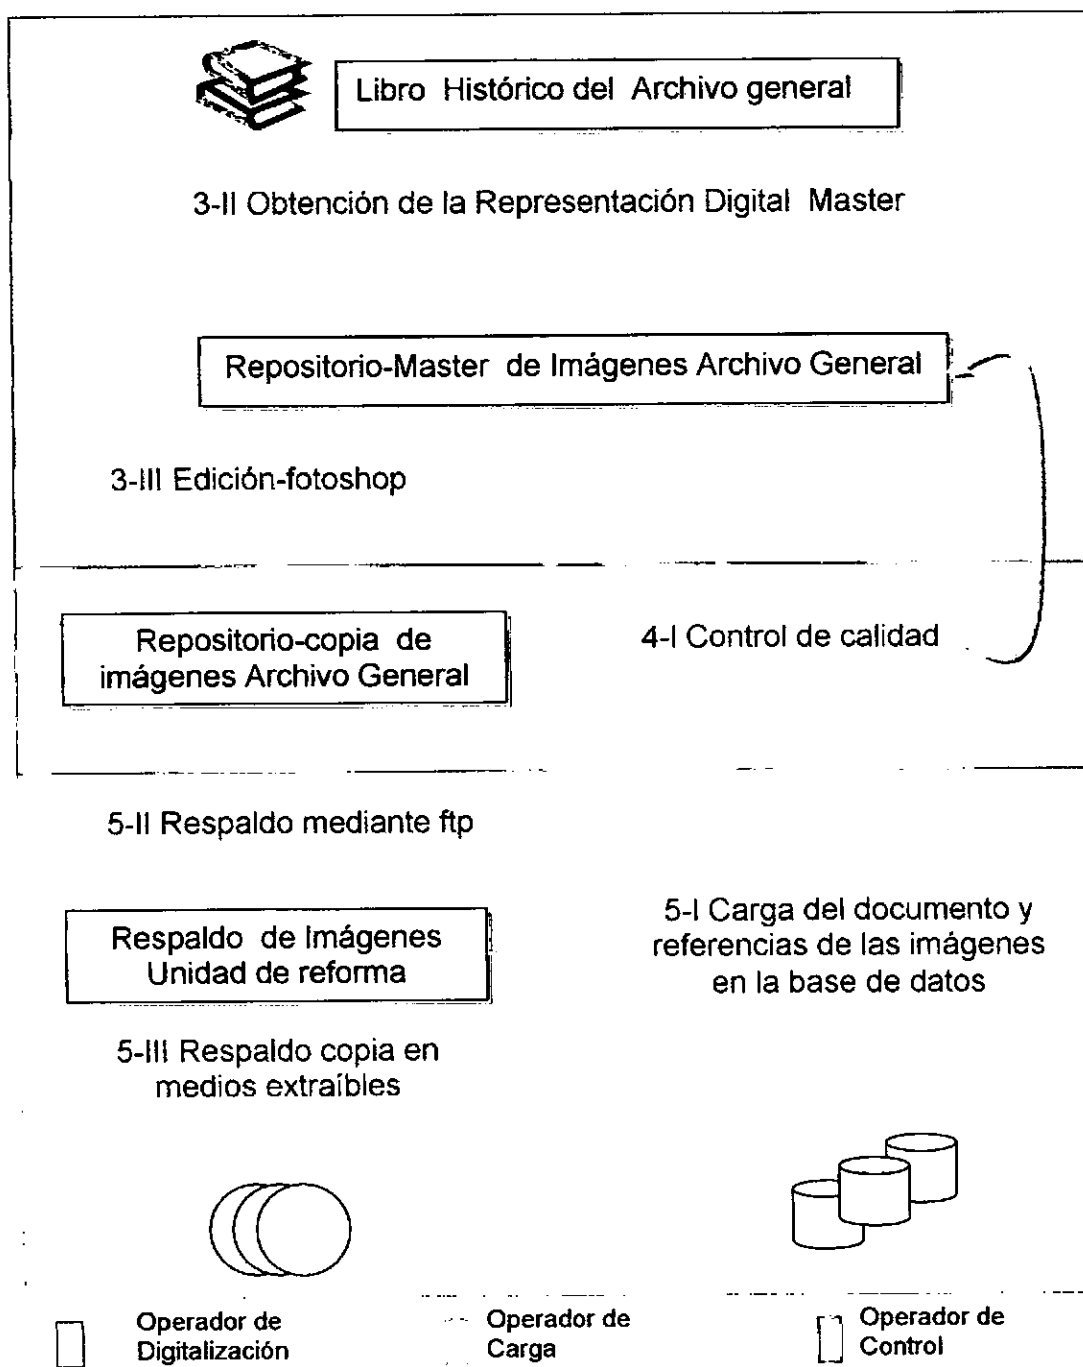 Libro Histórico del Archivo general
3-II Obtención de la Representación Digital Master
Repositorio-Master de Imágenes Archivo General
3-III Edición-fotoshop
Repositorio-copia de
imágenes Archivo General
4-I Control de calidad
5-II Respaldo mediante ftp
Respaldo de Imágenes
Unidad de reforma
5-I Carga del documento y
referencias de las imágenes
en la base de datos
5-III Respaldo copia en
medios extraíbles
Operador de
Digitalización
Operador de
Carga
Operador de
Control